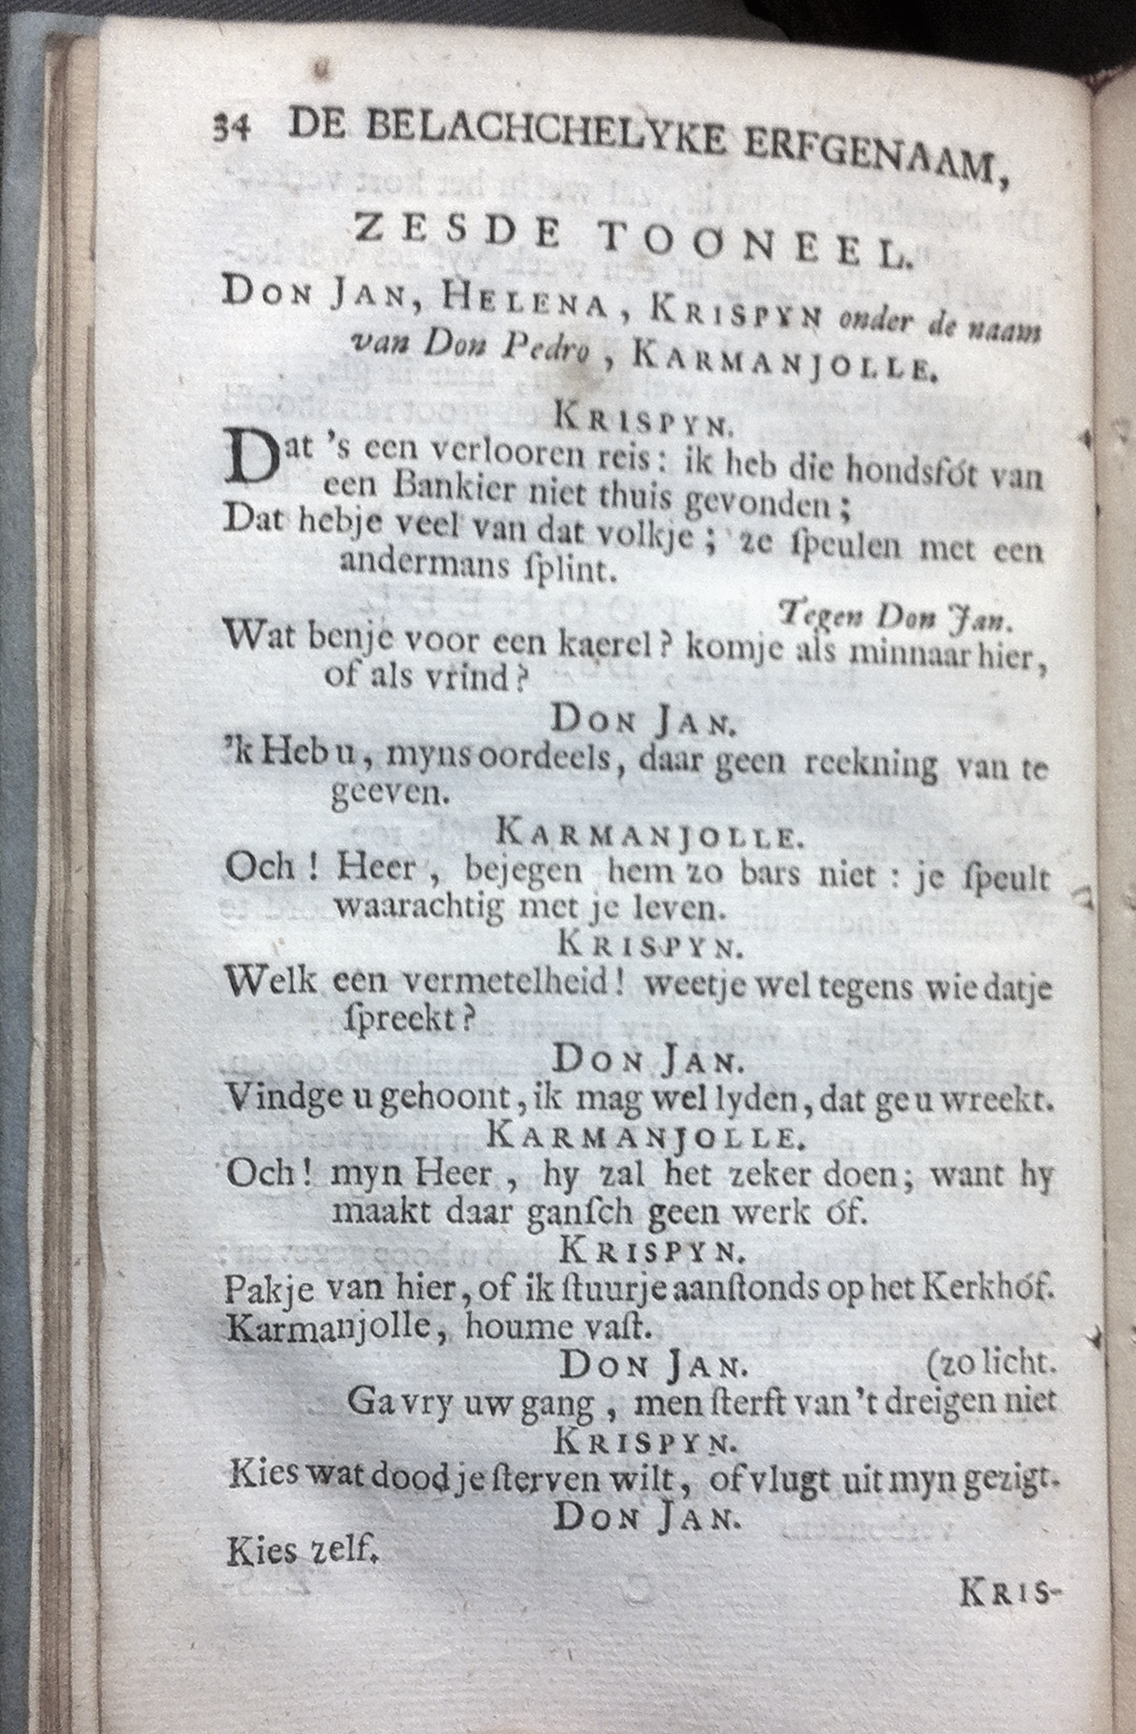 34 DE BELACHCHELYKE ERFGENAAM,
ZESDE TOONEEL.
DON JAN, HELENA, KRISPYN onder de naam
van Don Pedro, KARMANJOLLE.
KRISPYN.
Dat 's een verlooren reis: ik heb die hondsfót van
een Bankier niet thuis gevonden;
Dat hebje veel van dat volkje; ze ſpeulen met een
andermans ſplint.
Tegen Don Jan.
Wat benje voor een kaerel? komje als minnaar hier,
of als vrind?
DON JAN.
'k Heb u, myns oordeels, daar geen reekning van te
geeven.
KARMANJOLLE.
Och! Heer, bejegen hem zo bars niet: je ſpeult
waarachtig met je leven.
KRISPYN.
Welk een vermetelheid! weetje wel tegens wie datje
ſpreekt?
DON JAN.
Vindge u gehoont, ik mag wel lyden, dat ge u wreekt.
KARMANJOLLE.
Och! myn Heer, hy zal het zeker doen; want hy
maakt daar ganſch geen werk óf.
KRISPYN.
Pakje van hier, of ik ſtuurje aanſtonds op het Kerkhóf.
Karmanjolle, houme vaſt.
DON JAN. (zo licht.
Ga vry uw gang, men ſterft van 't dreigen niet
KRISPYN.
Kies wat dood je ſterven wilt, of vlugt uit myn gezigt.
DON JAN.
Kies zelf.
KRIS-